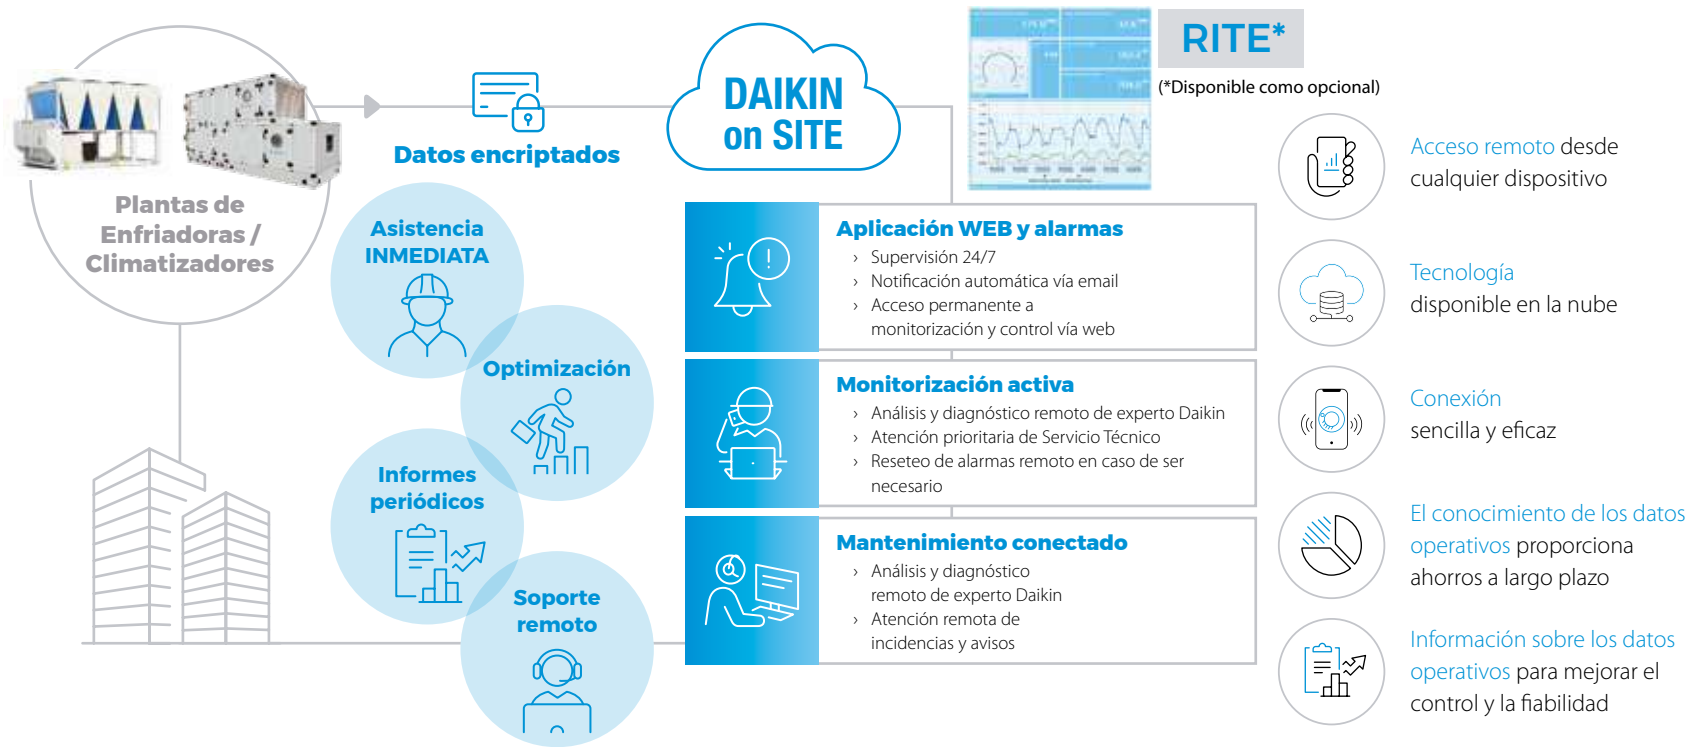 Plantas de
Enfriadoras /
Climatizadores
Datos encriptados
DAIKIN
on SITE
RITE*
(*Disponible como opcional)
Asistencia
INMEDIATA
Optimización
Informes
periódicos
Soporte
remoto
Aplicación WEB y alarmas
› Supervisión 24/7
› Notificación automática vía email
› Acceso permanente a
monitorización y control vía web
Monitorización activa
› Análisis y diagnóstico remoto de experto Daikin
› Atención prioritaria de Servicio Técnico
› Reseteo de alarmas remoto en caso de ser
necesario
Mantenimiento conectado
› Análisis y diagnóstico
remoto de experto Daikin
› Atención remota de
incidencias y avisos
Acceso remoto desde
cualquier dispositivo
Tecnología
disponible en la nube
Conexión
sencilla y eficaz
El conocimiento de los datos
operativos proporciona
ahorros a largo plazo
Información sobre los datos
operativos para mejorar el
control y la fiabilidad